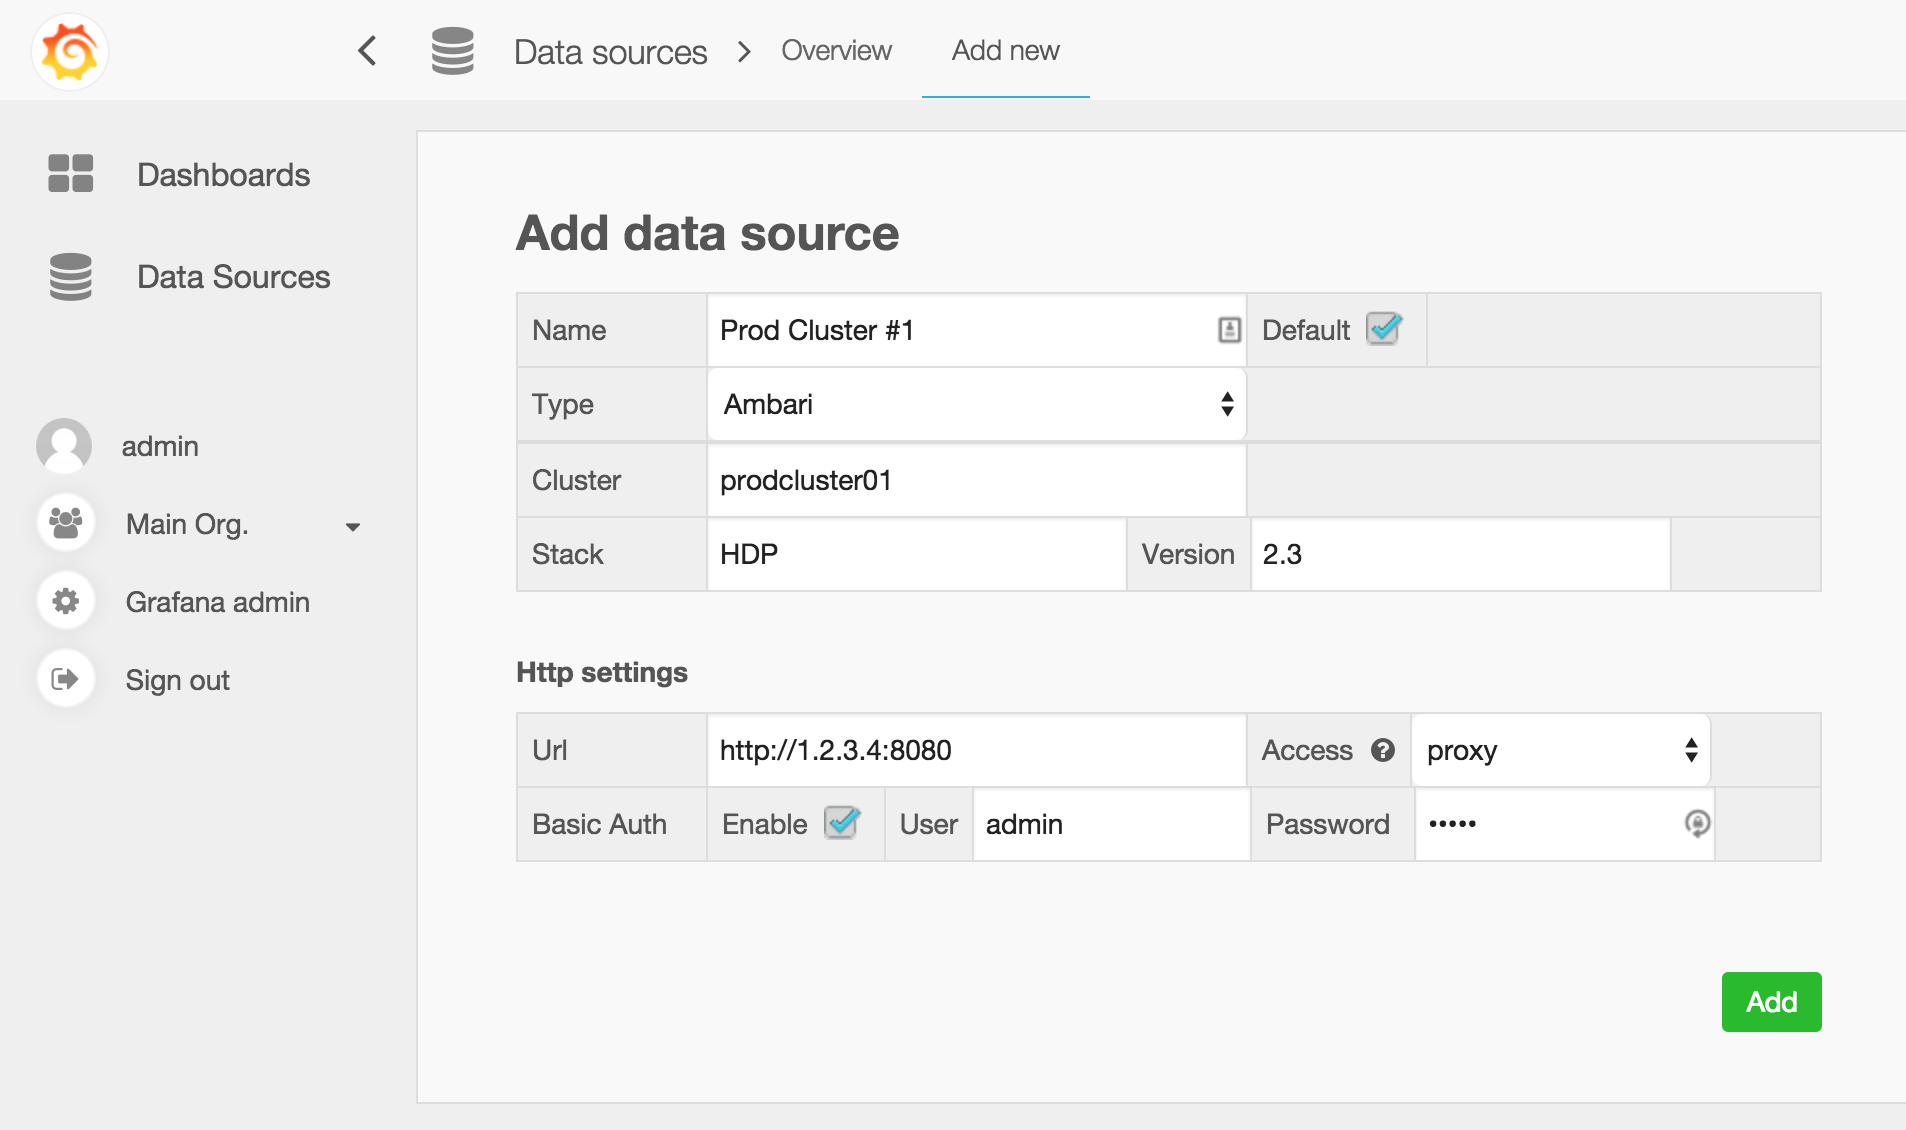 Data sources Overview Add new
Dashboards
Data Sources
admin
Main Org.
Grafana admin
Sign out
Add data source
Name Prod Cluster #1 Default
Type Ambari
Cluster prodcluster01
Stack HDP Version 2.3
Http settings
Url http://1.2.3.4:8080 Access ? proxy
Basic Auth Enable User admin Password •••••
Add